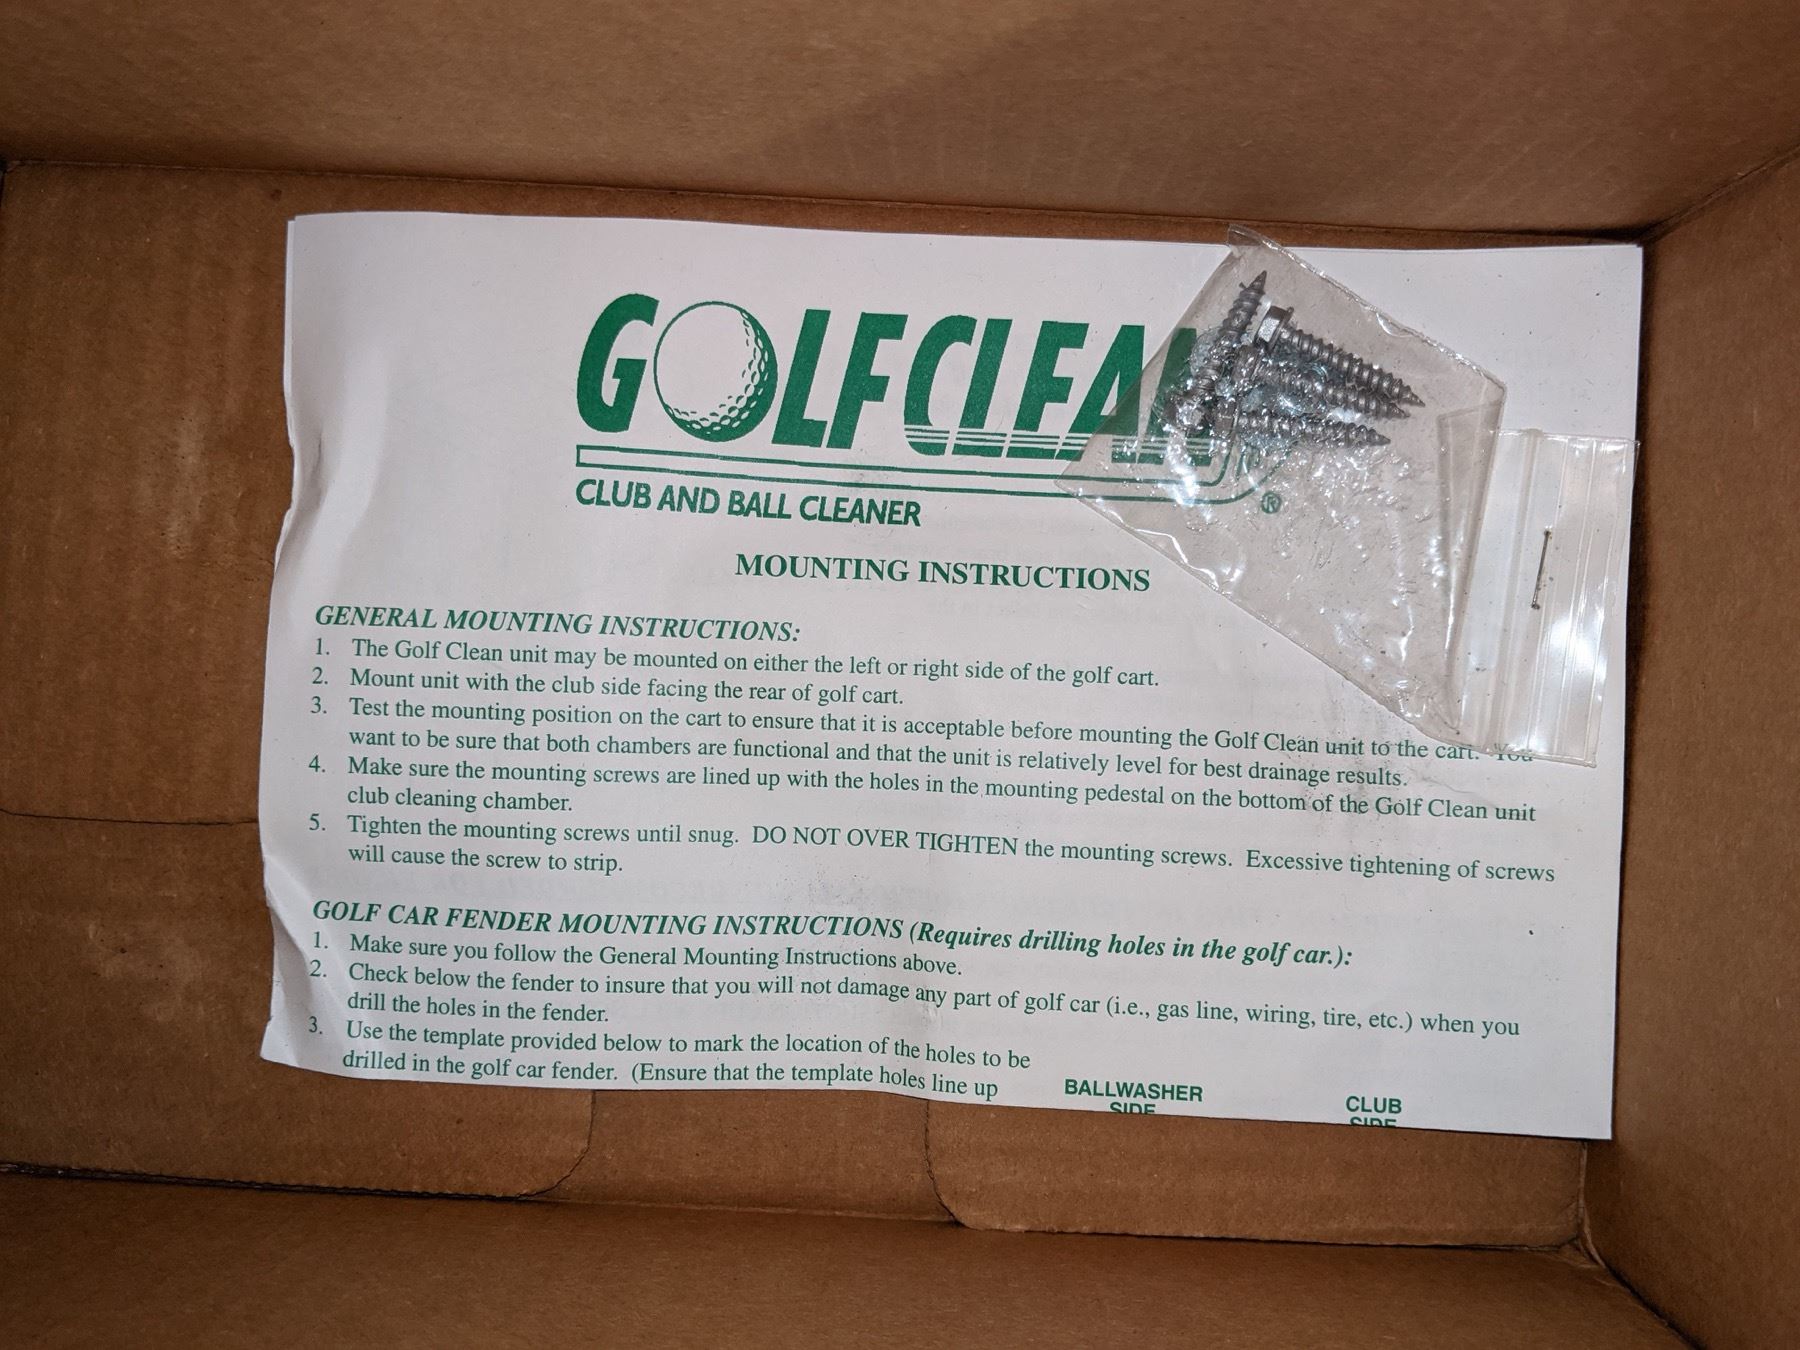 GOLFCLEAN
®
CLUB AND BALL CLEANER
MOUNTING INSTRUCTIONS
GENERAL MOUNTING INSTRUCTIONS:
1. The Golf Clean unit may be mounted on either the left or right side of the golf cart.
2. Mount unit with the club side facing the rear of golf cart.
3. Test the mounting position on the cart to ensure that it is acceptable before mounting the Golf Clean unit to the cart. You
want to be sure that both chambers are functional and that the unit is relatively level for best drainage results.
4. Make sure the mounting screws are lined up with the holes in the mounting pedestal on the bottom of the Golf Clean unit
club cleaning chamber.
5. Tighten the mounting screws until snug. DO NOT OVER TIGHTEN the mounting screws. Excessive tightening of screws
will cause the screw to strip.
GOLF CAR FENDER MOUNTING INSTRUCTIONS (Requires drilling holes in the golf car.):
1. Make sure you follow the General Mounting Instructions above.
2. Check below the fender to insure that you will not damage any part of golf car (i.e., gas line, wiring, tire, etc.) when you
drill the holes in the fender.
3. Use the template provided below to mark the location of the holes to be
drilled in the golf car fender. (Ensure that the template holes line up
BALLWASHER
SIDE
CLUB
SIDE